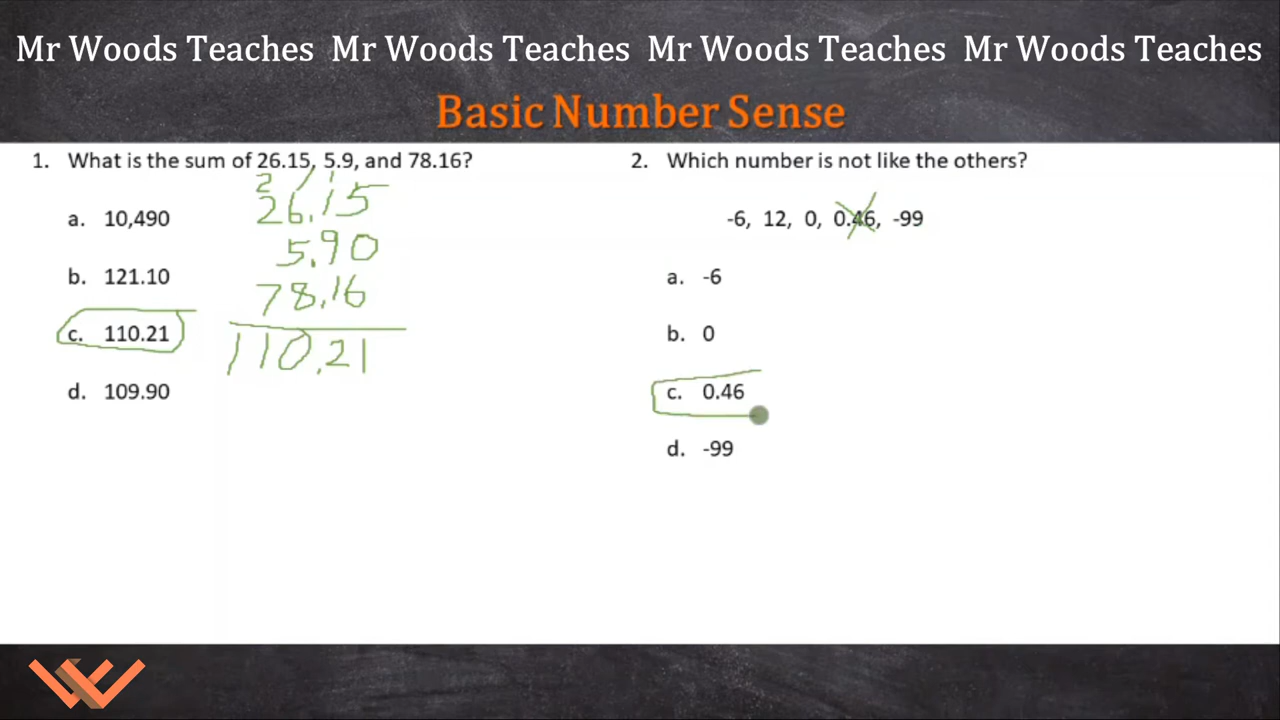 Mr Woods Teaches Mr Woods Teaches Mr Woods Teaches Mr Woods Teaches
Basic Number Sense
1. What is the sum of 26.15, 5.9, and 78.16?
2 1 1
26.15
5.90
78.16
110.21
a. 10,490
b. 121.10
c. 110.21
d. 109.90
2. Which number is not like the others?
-6, 12, 0, 0.46, -99
a. -6
b. 0
c. 0.46
d. -99